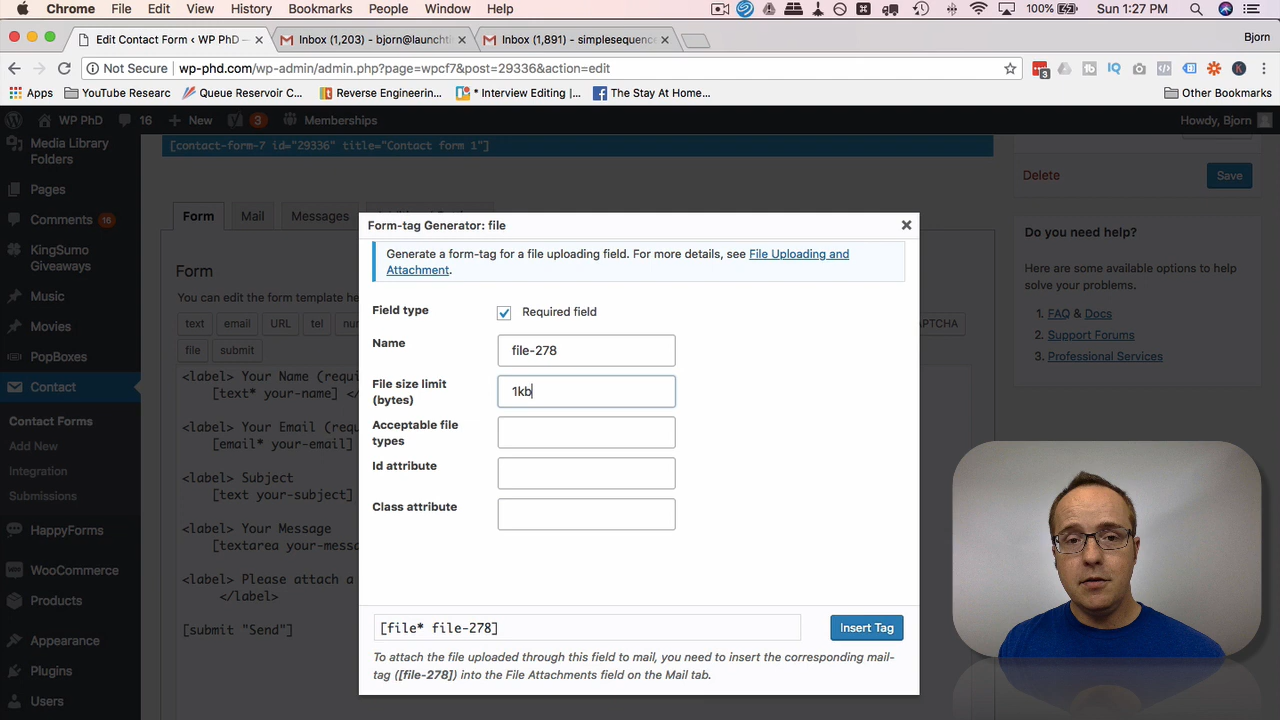 Chrome File Edit View History Bookmarks People Window Help 100% Sun 1:27 PM
Edit Contact Form ‹ WP PhD — Inbox (1,203) - bjorn@launchti Inbox (1,891) - simplesequence Bjorn
Not Secure wp-phd.com/wp-admin/admin.php?page=wpcf7&post=29336&action=edit 3 K
Apps YouTube Researc Queue Reservoir C... Reverse Engineerin... * Interview Editing |... The Stay At Home... Other Bookmarks
WP PhD 16 New 3 Memberships Howdy, Bjorn
Media Library
Folders
Pages
Comments 16
KingSumo
Giveaways
Music
Movies
PopBoxes
Contact
Contact Forms
Add New
Integration
Submissions
HappyForms
WooCommerce
Products
Appearance
Plugins
Users
[contact-form-7 id="29336" title="Contact form 1"]
Form Mail Messages
Form
You can edit the form template he
text email URL tel nu APTCHA
file submit
<label> Your Name (requi
[text* your-name] </
<label> Your Email (requ
[email* your-email]
<label> Subject
[text your-subject]
<label> Your Message
[textarea your-messa
<label> Please attach a
</label>
[submit "Send"]
Form-tag Generator: file
Generate a form-tag for a file uploading field. For more details, see File Uploading and
Attachment.
Field type Required field
Name file-278
File size limit
(bytes) 1kb
Acceptable file
types
Id attribute
Class attribute
[file* file-278] Insert Tag
To attach the file uploaded through this field to mail, you need to insert the corresponding mail-
tag ([file-278]) into the File Attachments field on the Mail tab.
Delete Save
Do you need help?
Here are some available options to help
solve your problems.
1. FAQ & Docs
2. Support Forums
3. Professional Services